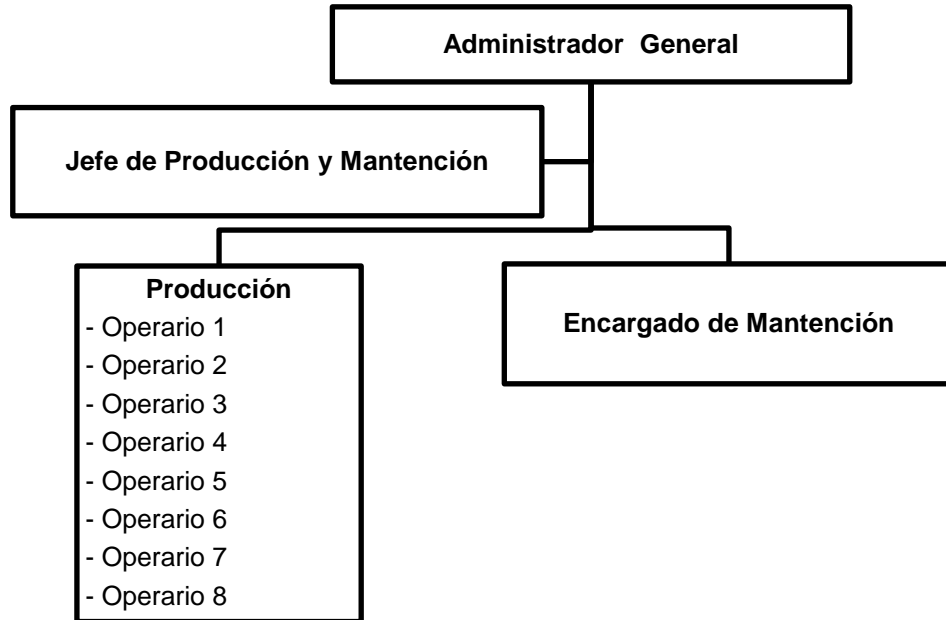 Administrador General
Jefe de Producción y Mantención
Producción
- Operario 1
- Operario 2
- Operario 3
- Operario 4
- Operario 5
- Operario 6
- Operario 7
- Operario 8
Encargado de Mantención